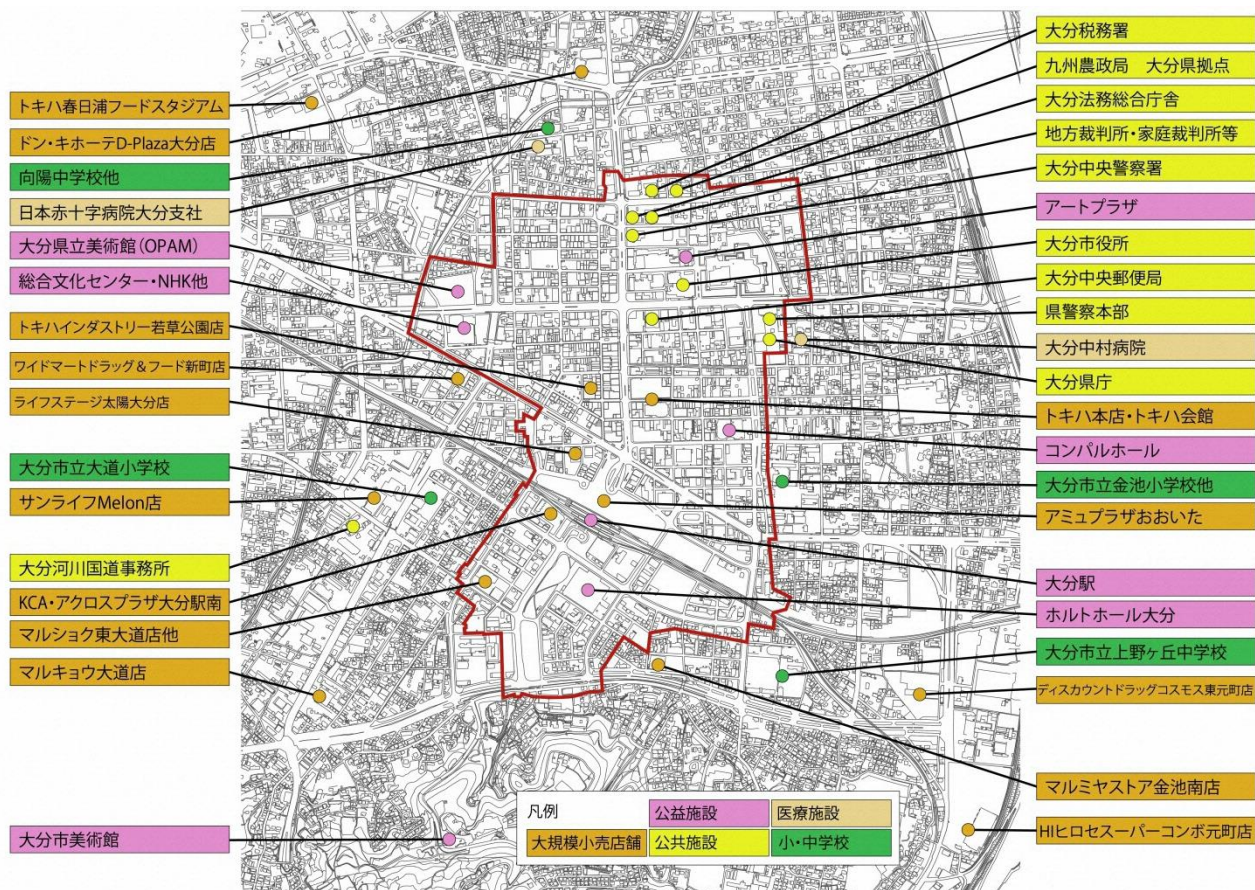 トキハ春日浦フードスタジアム
ドン・キホーテD-Plaza大分店
向陽中学校他
日本赤十字病院大分支社
大分県立美術館(OPAM)
総合文化センター・NHK他
トキハインダストリー若草公園店
ワイドマートドラッグ&フード新町店
ライフステージ太陽大分店
大分市立大道小学校
サンライフMelon店
大分河川国道事務所
KCA・アクロスプラザ大分駅南
マルショク東大道店他
マルキョウ大道店
大分市美術館
大分税務署
九州農政局 大分県拠点
大分法務総合庁舎
地方裁判所・家庭裁判所等
大分中央警察署
アートプラザ
大分市役所
大分中央郵便局
県警察本部
大分中村病院
大分県庁
トキハ本店・トキハ会館
コンパルホール
大分市立金池小学校他
アミュプラザおおいた
大分駅
ホルトホール大分
大分市立上野ヶ丘中学校
ディスカウントドラッグコスモス東元町店
マルミヤストア金池南店
HIヒロセスーパーコンボ元町店
凡例 公益施設 医療施設
大規模小売店舗 公共施設 小・中学校